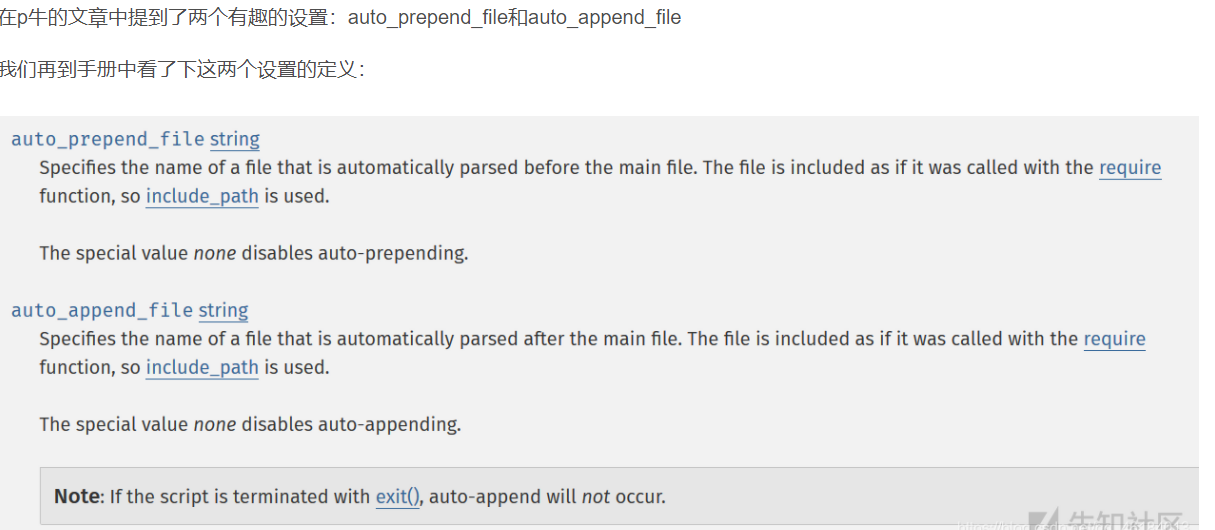 在p牛的文章中提到了两个有趣的设置：auto_prepend_file和auto_append_file
我们再到手册中看了下这两个设置的定义：
auto_prepend_file string
Specifies the name of a file that is automatically parsed before the main file. The file is included as if it was called with the require
function, so include_path is used.
The special value none disables auto-prepending.
auto_append_file string
Specifies the name of a file that is automatically parsed after the main file. The file is included as if it was called with the require
function, so include_path is used.
The special value none disables auto-appending.
Note: If the script is terminated with exit(), auto-append will not occur.
先知社区